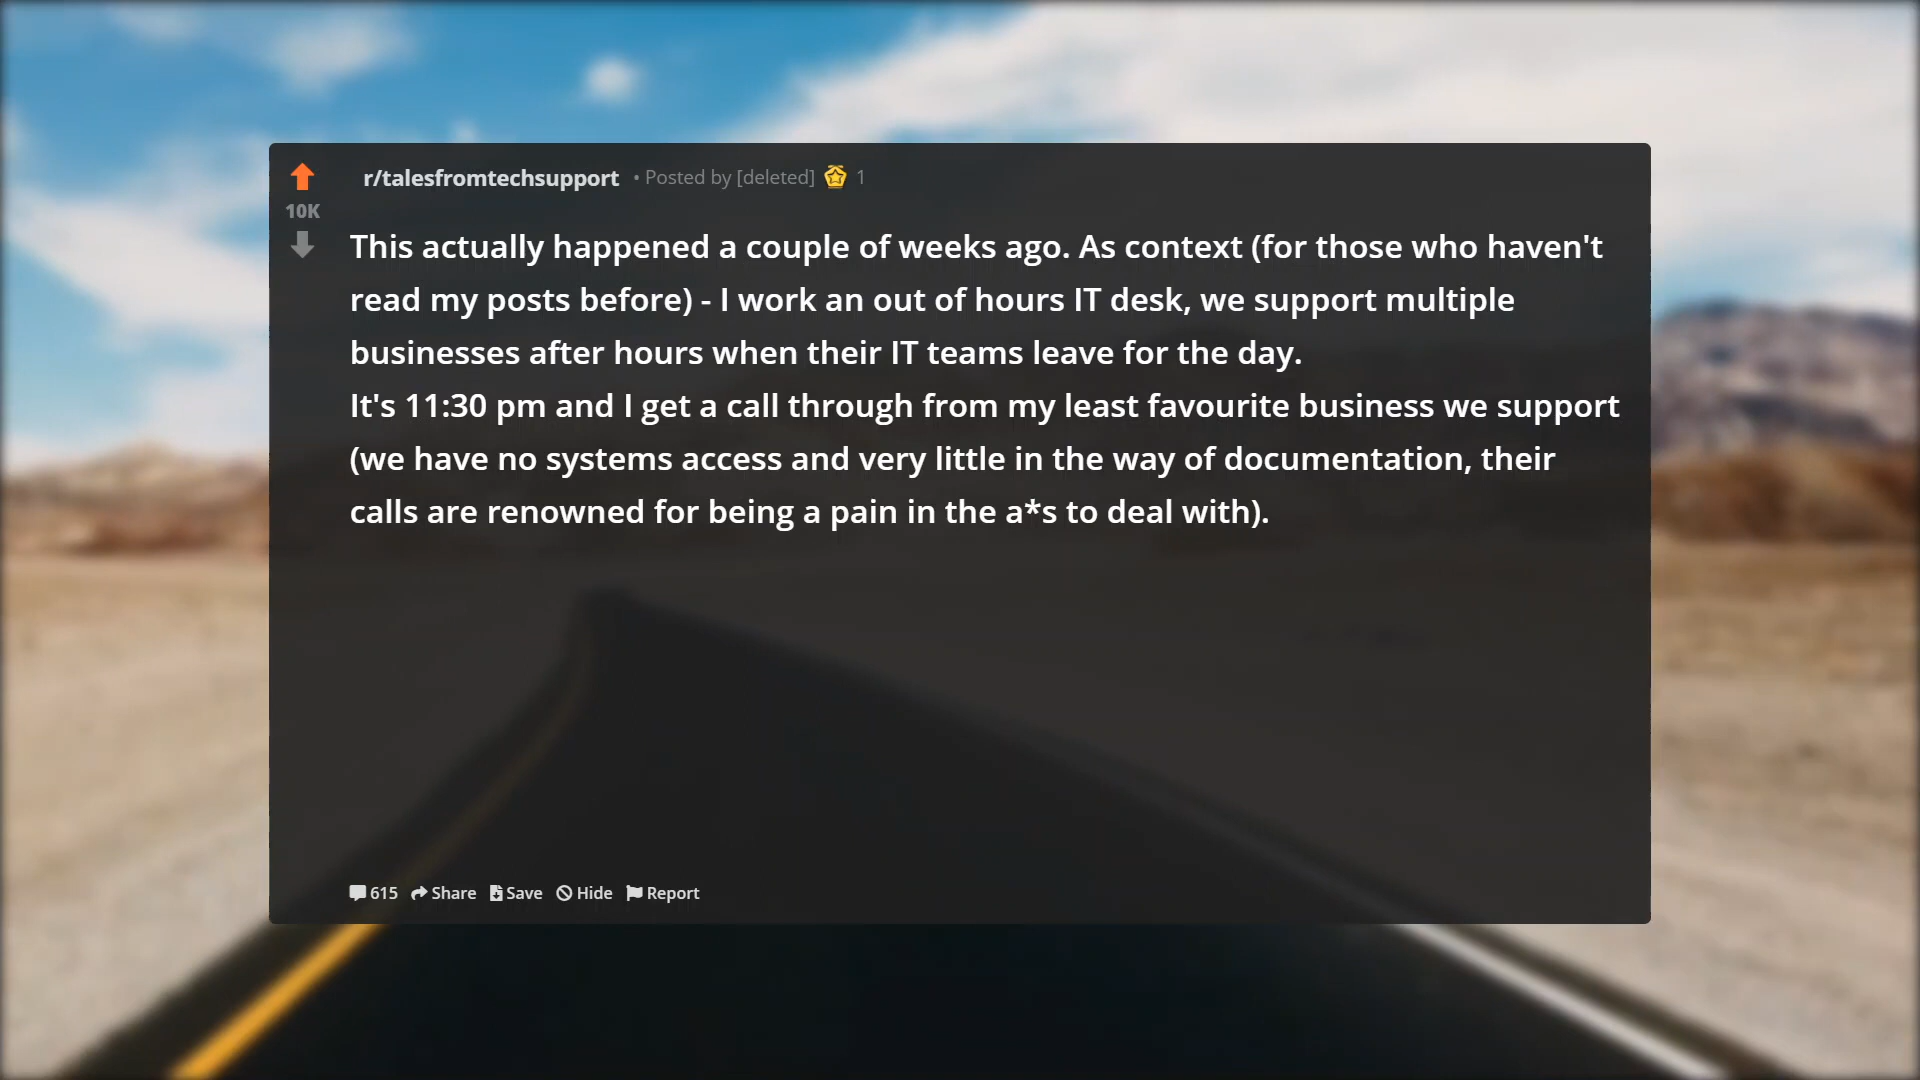 r/talesfromtechsupport • Posted by [deleted] 1
10K
This actually happened a couple of weeks ago. As context (for those who haven't
read my posts before) - I work an out of hours IT desk, we support multiple
businesses after hours when their IT teams leave for the day.
It's 11:30 pm and I get a call through from my least favourite business we support
(we have no systems access and very little in the way of documentation, their
calls are renowned for being a pain in the a*s to deal with).
615 Share Save Hide Report